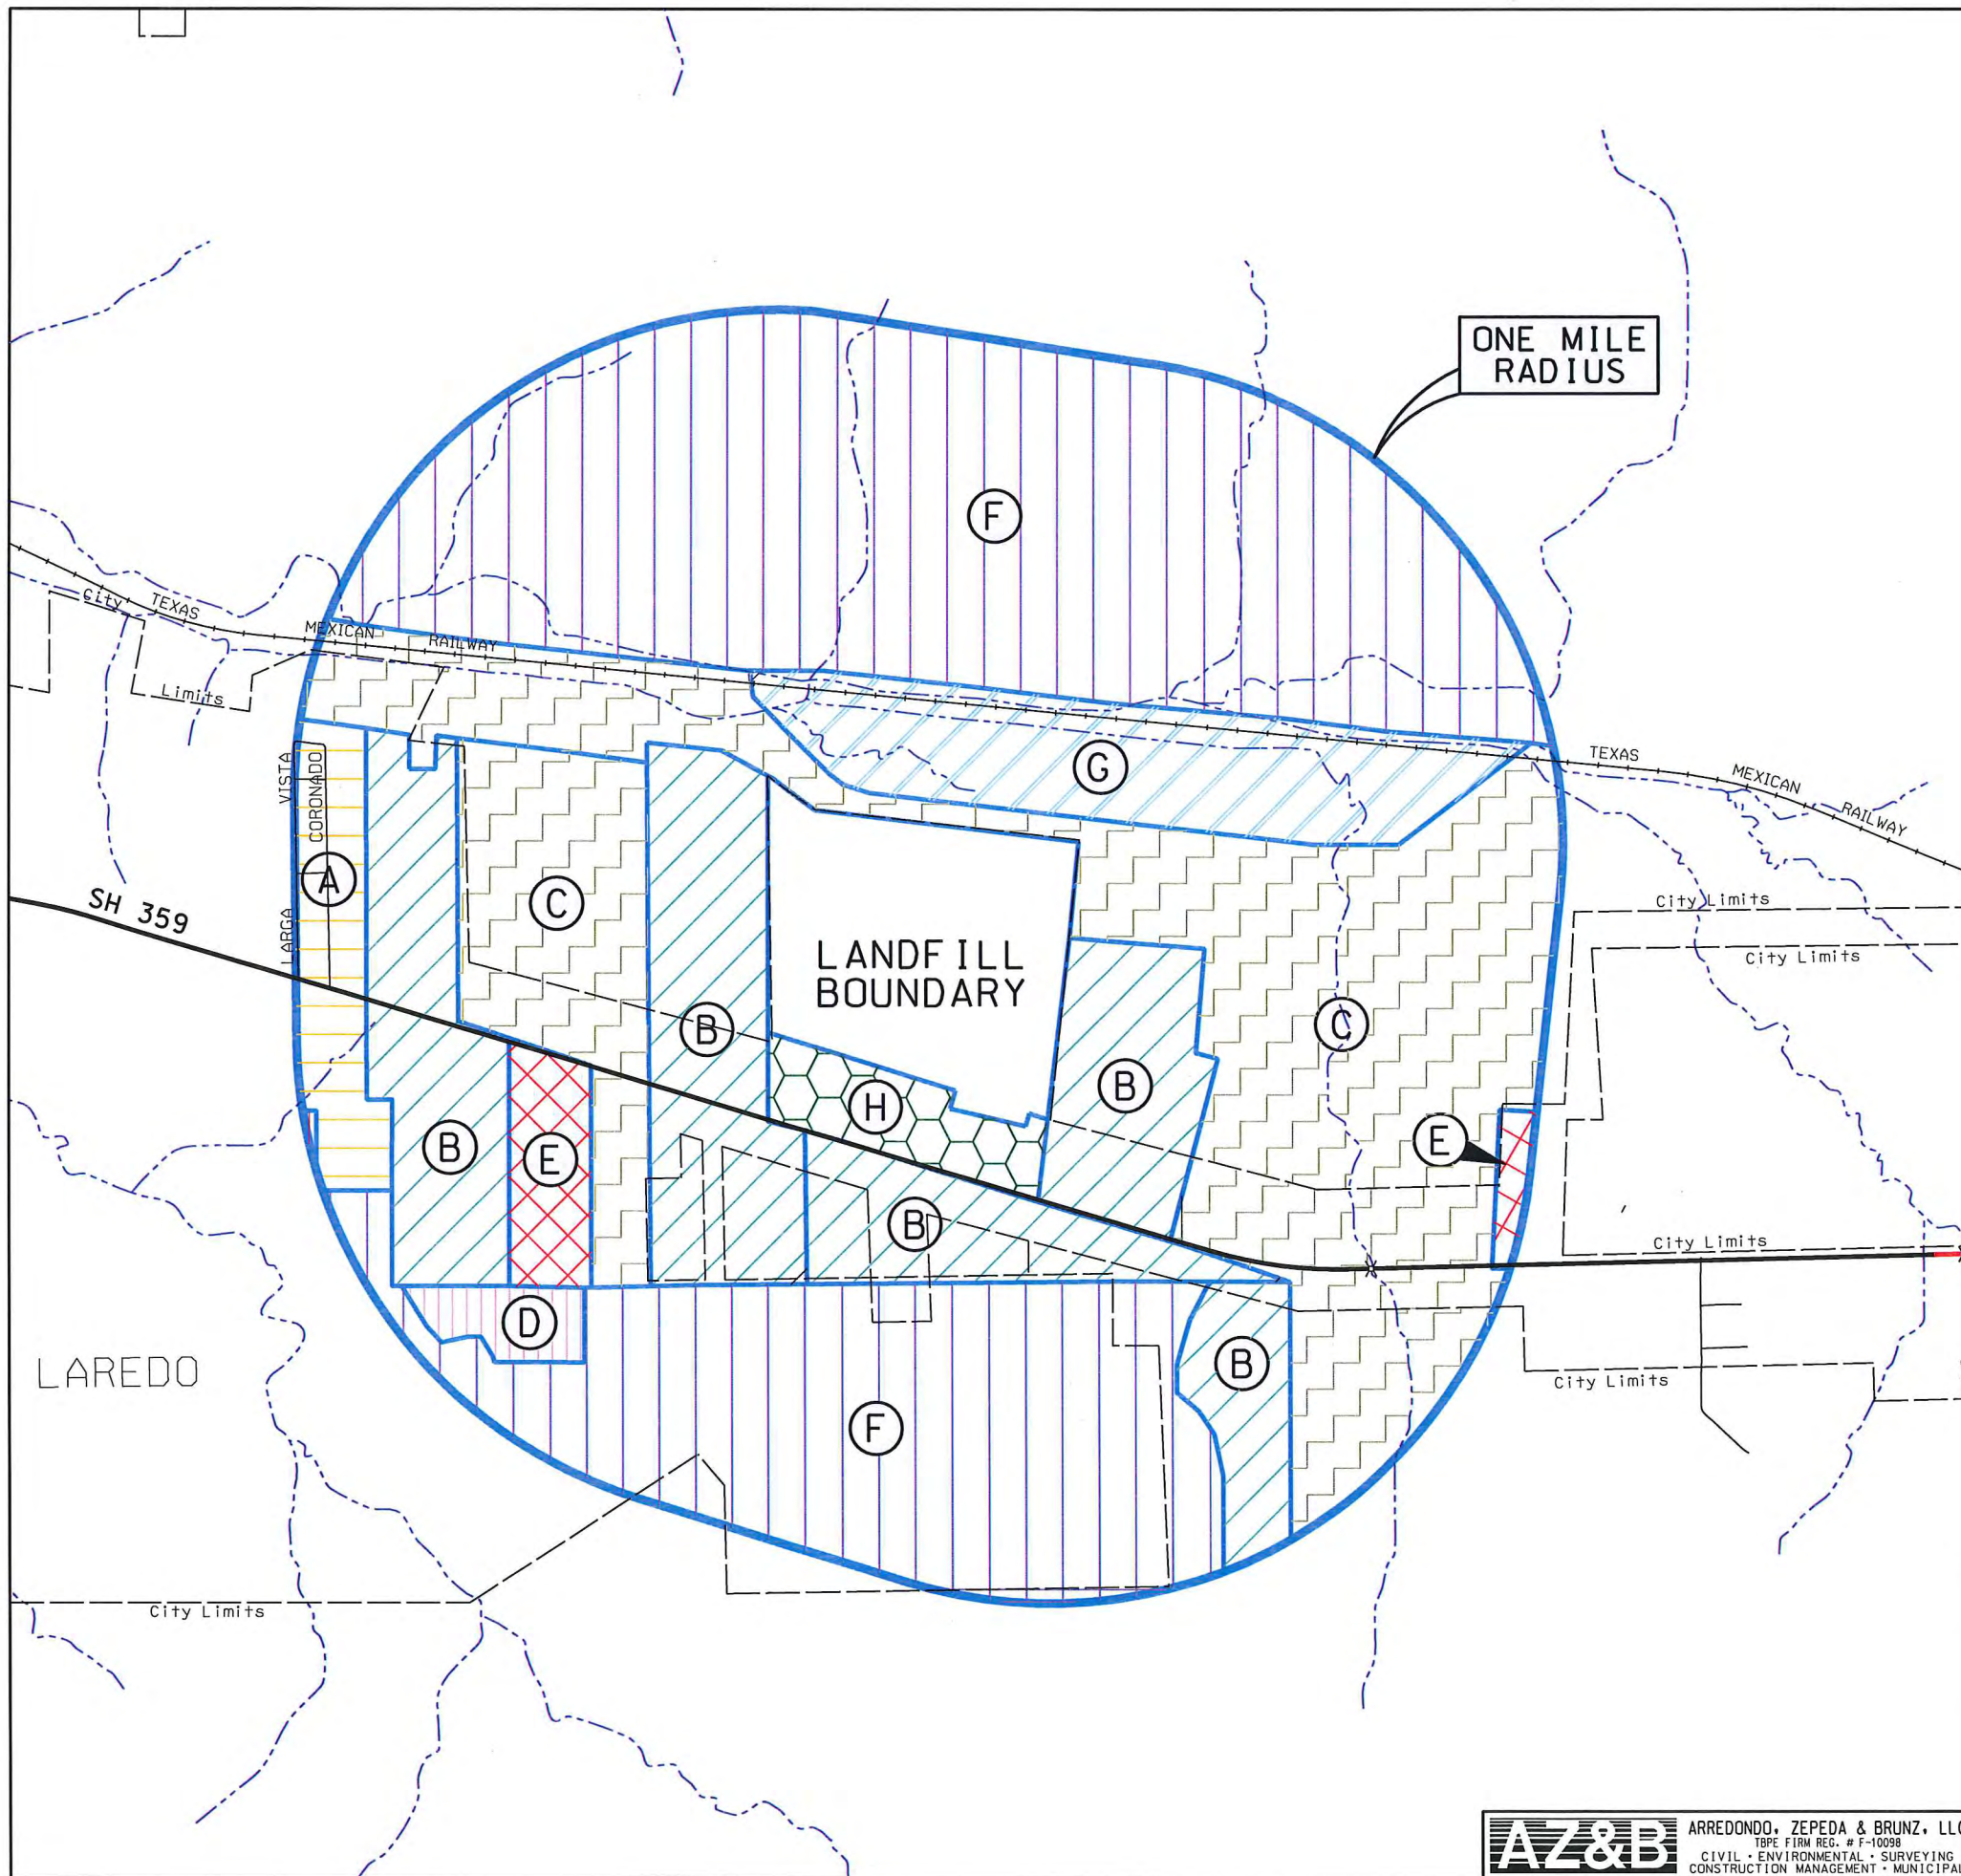 ONE MILE
RADIUS
F
City
TEXAS
MEXICAN
RAILWAY
Limits
VISTA
CORONADO
G
TEXAS
MEXICAN
RAILWAY
A
C
SH 359
LARGA
City Limits
City Limits
LANDFILL
BOUNDARY
B
C
B
H
B
E
E
B
City Limits
D
B
LAREDO
City Limits
F
City Limits
AZ&B
ARREDONDO, ZEPEDA & BRUNZ, LLC
TBPE FIRM REG. # F-10098
CIVIL · ENVIRONMENTAL · SURVEYING
CONSTRUCTION MANAGEMENT · MUNICIPAL